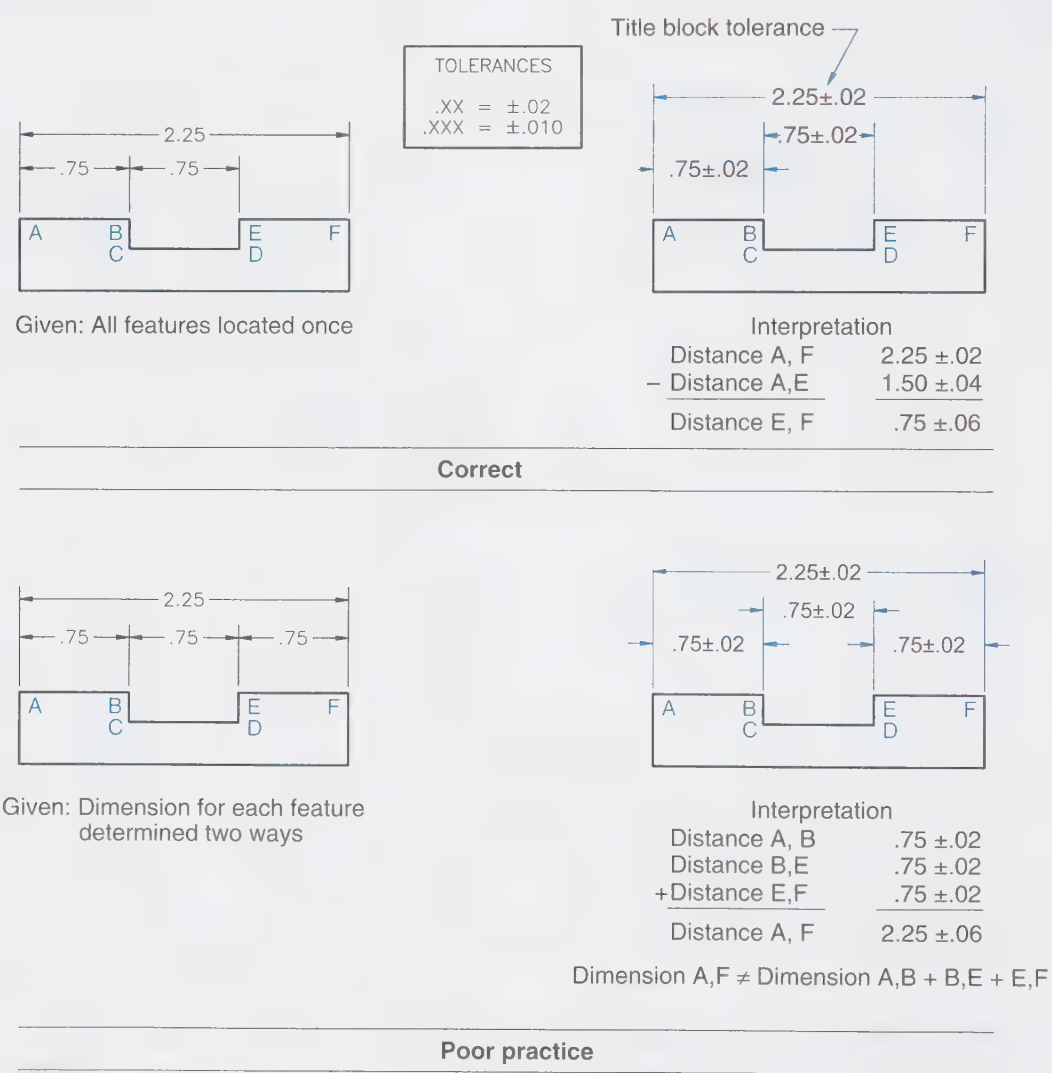 Title block tolerance
TOLERANCES
.XX = ±.02
.XXX = ±.010
2.25
.75 .75
A B E F
C D
Given: All features located once
2.25±.02
.75±.02
.75±.02
A B E F
C D
Interpretation
Distance A, F 2.25 ±.02
– Distance A,E 1.50 ±.04
Distance E, F .75 ±.06
Correct
2.25
.75 .75 .75
A B E F
C D
Given: Dimension for each feature
determined two ways
2.25±.02
.75±.02
.75±.02 .75±.02
A B E F
C D
Interpretation
Distance A, B .75 ±.02
Distance B,E .75 ±.02
+Distance E,F .75 ±.02
Distance A, F 2.25 ±.06
Dimension A,F ≠ Dimension A,B + B,E + E,F
Poor practice